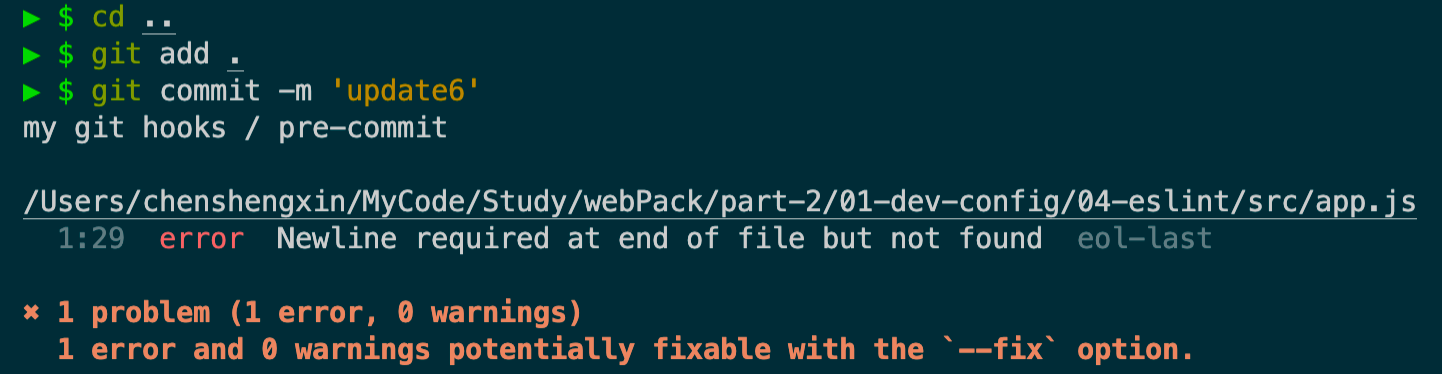 ▶ $ cd ..
▶ $ git add .
▶ $ git commit -m 'update6'
my git hooks / pre-commit
/Users/chenshengxin/MyCode/Study/webPack/part-2/01-dev-config/04-eslint/src/app.js
  1:29  error  Newline required at end of file but not found  eol-last
✖ 1 problem (1 error, 0 warnings)
  1 error and 0 warnings potentially fixable with the `--fix` option.